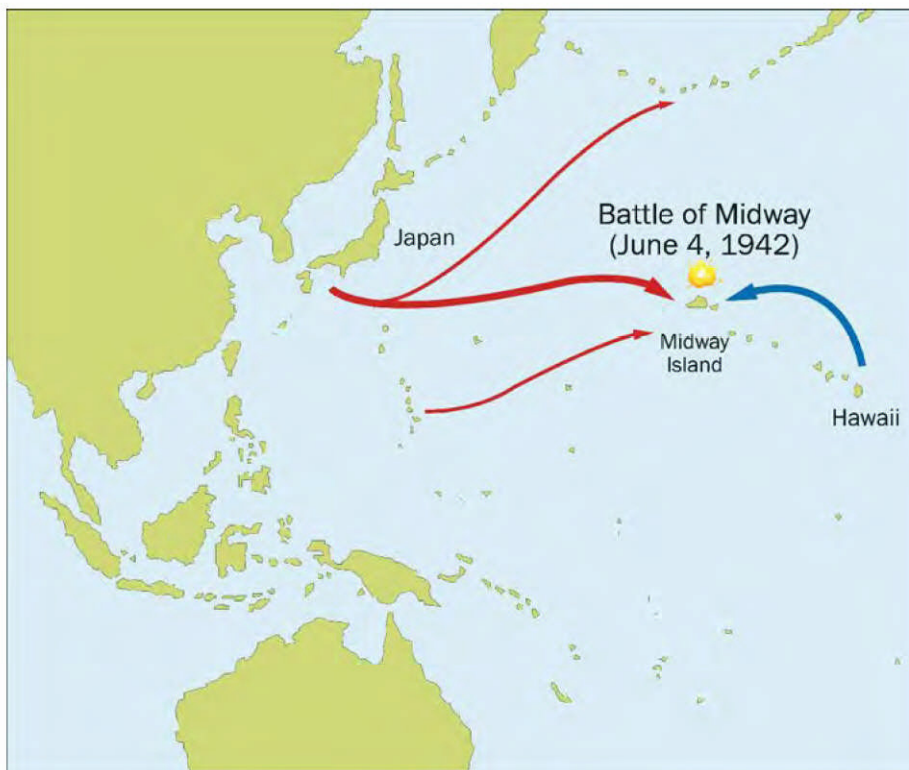 Battle of Midway
(June 4, 1942)
Japan
Midway
Island
Hawaii